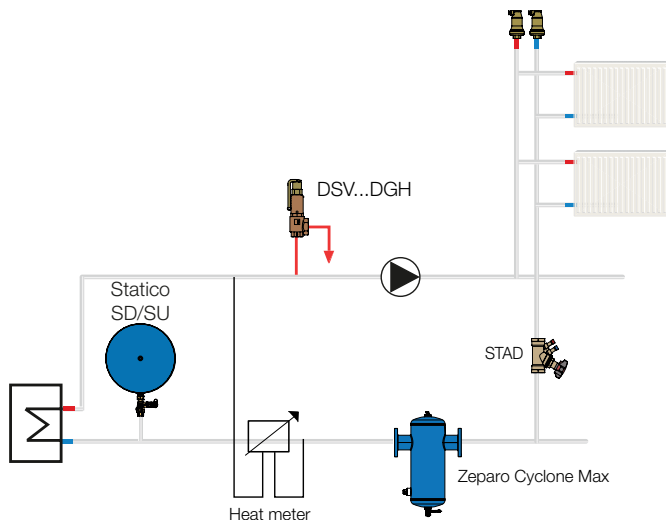 DSV...DGH
Statico
SD/SU
STAD
Zeparo Cyclone Max
Heat meter